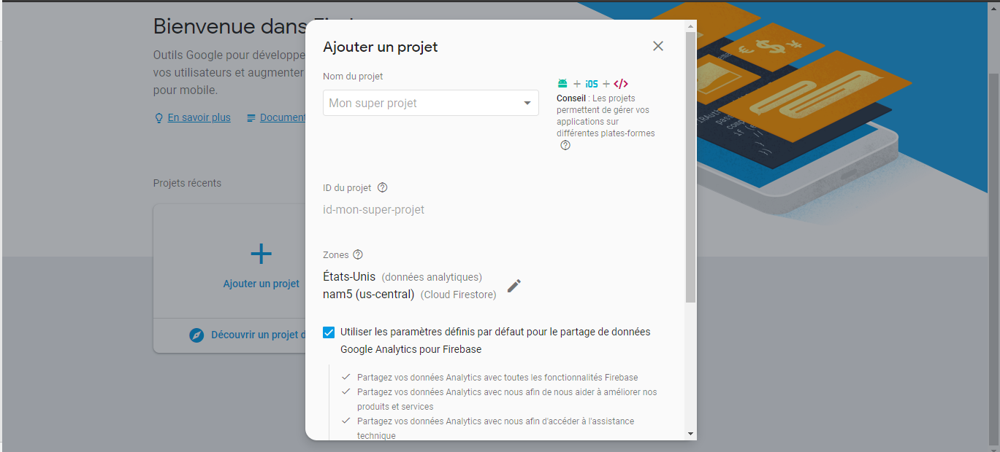 Bienvenue dans
Outils Google pour développe
vos utilisateurs et augmenter
pour mobile.
En savoir plus
Document
Projets récents
Ajouter un projet
Découvrir un projet d
Ajouter un projet
Nom du projet
Mon super projet
+ iOS + </>
Conseil : Les projets
permettent de gérer vos
applications sur
différentes plates-formes
ID du projet
id-mon-super-projet
Zones
États-Unis (données analytiques)
nam5 (us-central) (Cloud Firestore)
Utiliser les paramètres définis par défaut pour le partage de données
Google Analytics pour Firebase
Partagez vos données Analytics avec toutes les fonctionnalités Firebase
Partagez vos données Analytics avec nous afin de nous aider à améliorer nos
produits et services
Partagez vos données Analytics avec nous afin d'accéder à l'assistance
technique